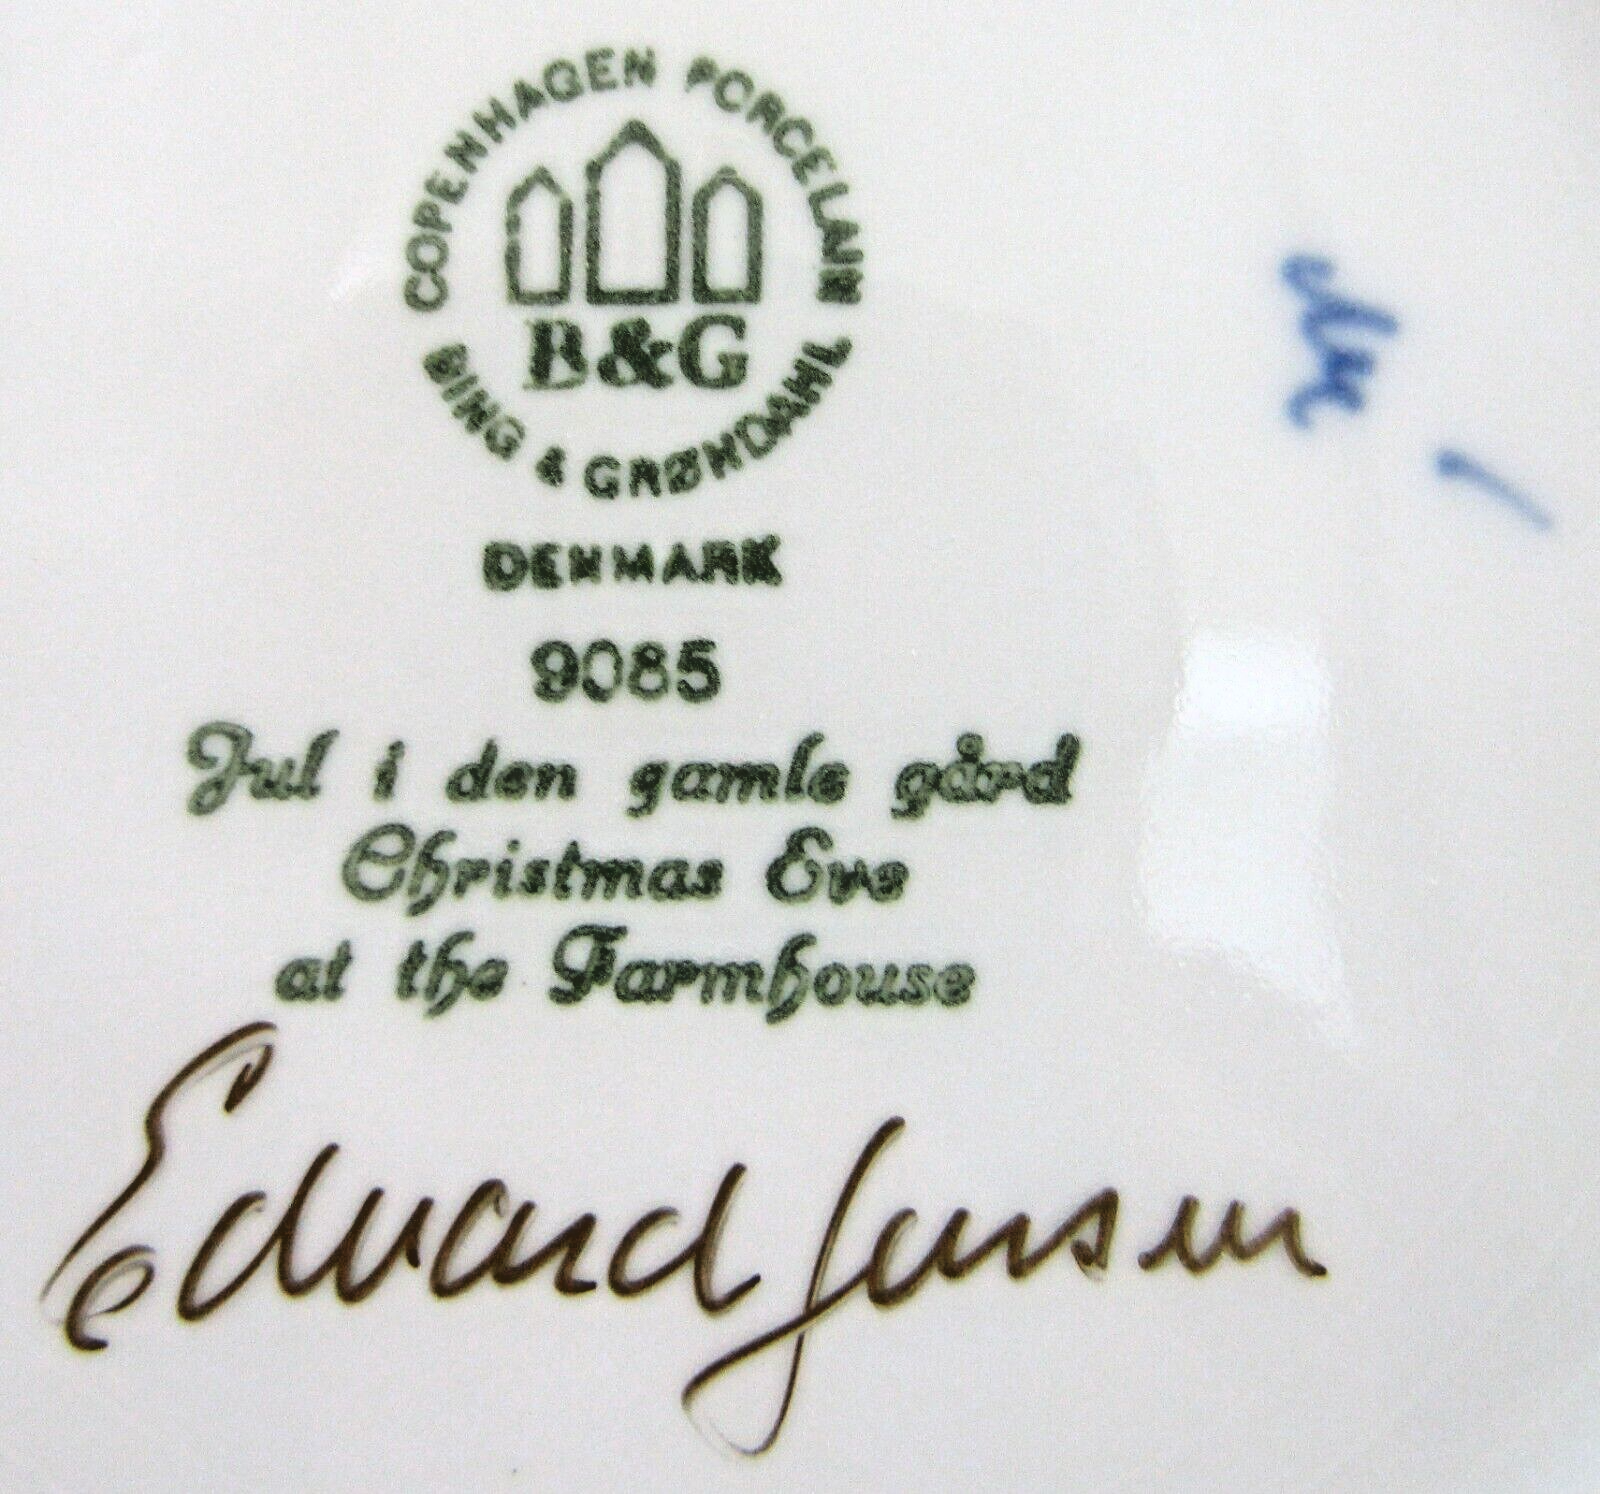 COPENHAGEN PORCELAIN
B&G
BING & GRØNDAHL
DENMARK
9085
Jul i den gamle gård
Christmas Eve
at the Farmhouse
Edvard Jensen